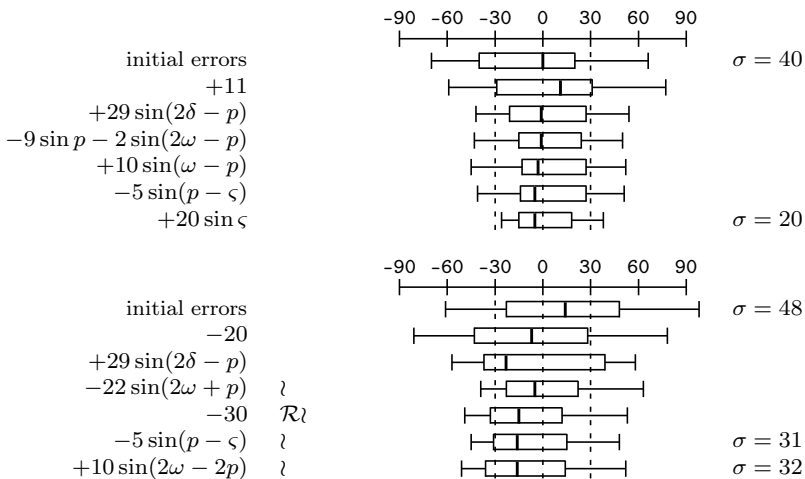 -90 -60 -30 0 30 60 90
initial errors σ = 40
+11
+29 sin(2δ − p)
−9 sin p − 2 sin(2ω − p)
+10 sin(ω − p)
−5 sin(p − ς)
+20 sin ς σ = 20
-90 -60 -30 0 30 60 90
initial errors σ = 48
−20
+29 sin(2δ − p)
−22 sin(2ω + p) ≀
−30 ℛ≀
−5 sin(p − ς) ≀ σ = 31
+10 sin(2ω − 2p) ≀ σ = 32